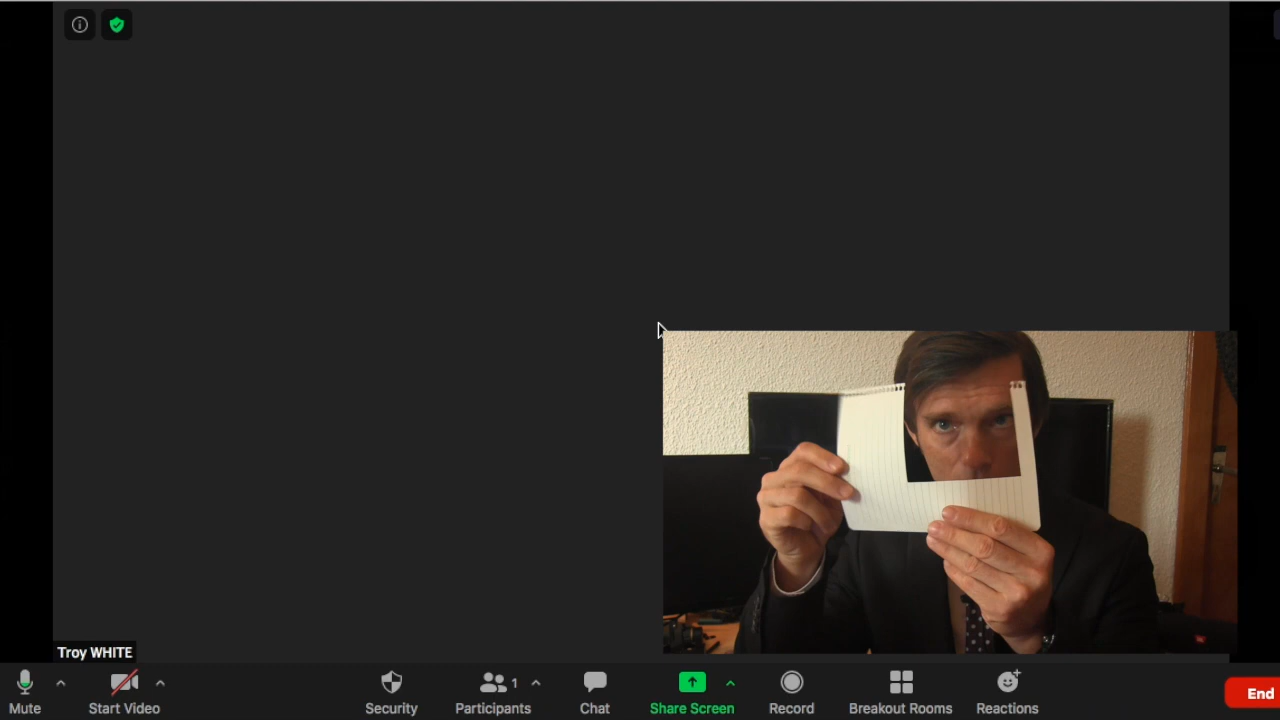 Troy WHITE
Mute
Start Video
Security
Participants
1
Chat
Share Screen
Record
Breakout Rooms
Reactions
End